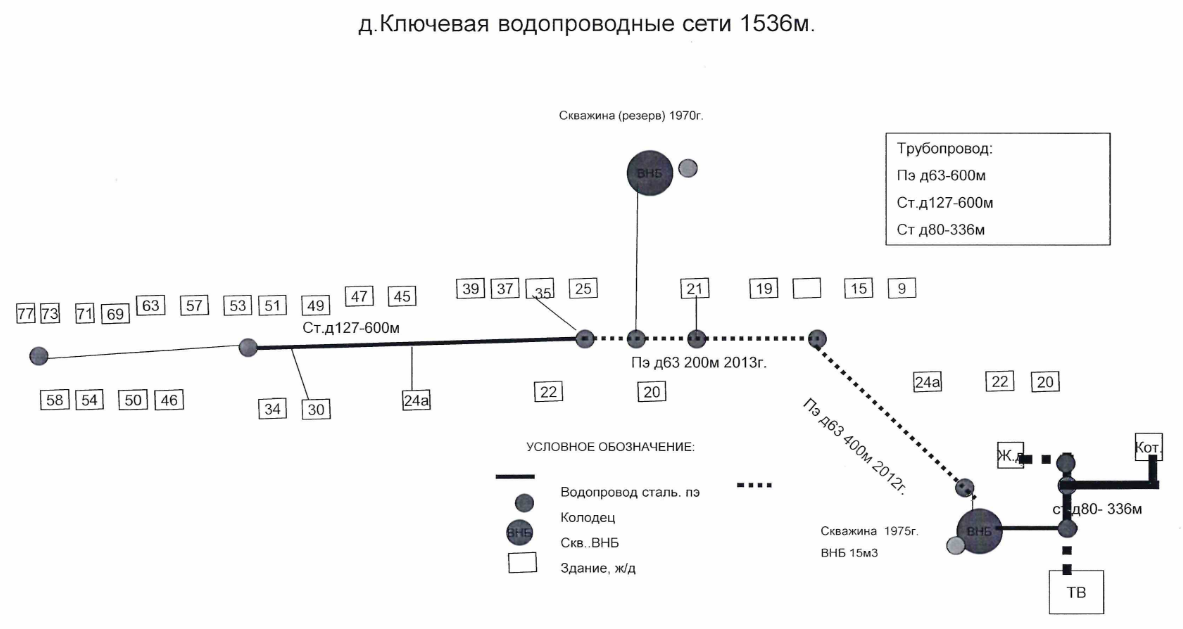 д.Ключевая водопроводные сети 1536м.
Скважина (резерв) 1970г.
ВНБ
Трубопровод:
Пэ д63-600м
Ст.д127-600м
Ст д80-336м
77 73 71 69 63 57 53 51 49 47 45 39 37 35 25 21 19 15 9
Ст.д127-600м
Пэ д63 200м 2013г.
58 54 50 46 34 30 24а 22 20 24а 22 20
Пэ д63 400м 2012г.
УСЛОВНОЕ ОБОЗНАЧЕНИЕ:
Водопровод сталь. пэ
Колодец
ВНБ
Скв..ВНБ
Здание, ж/д
Ж.д
Кот.
ст.д80- 336м
Скважина 1975г.
ВНБ 15м3
ВНБ
ТВ